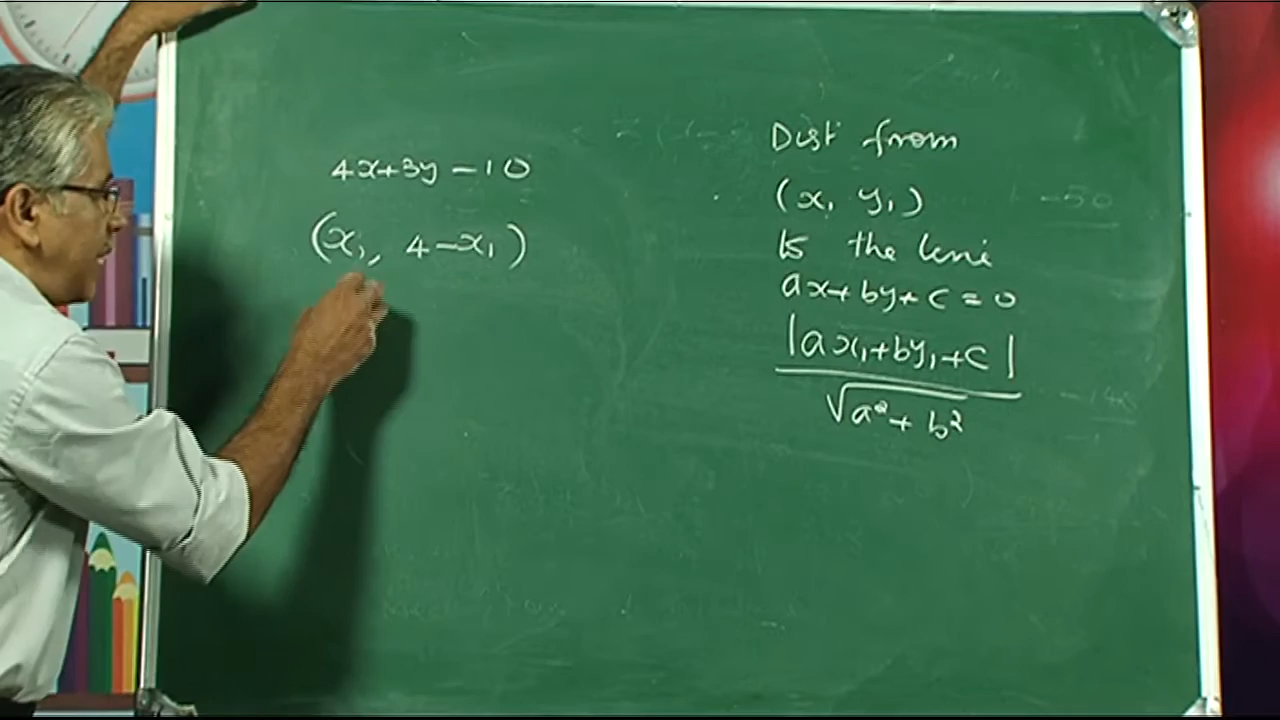 4x+3y-10
(x₁, 4-x₁)
Dist from
(x₁ y₁)
to the line
ax+by+c=0
|ax₁+by₁+c|
√a²+b²